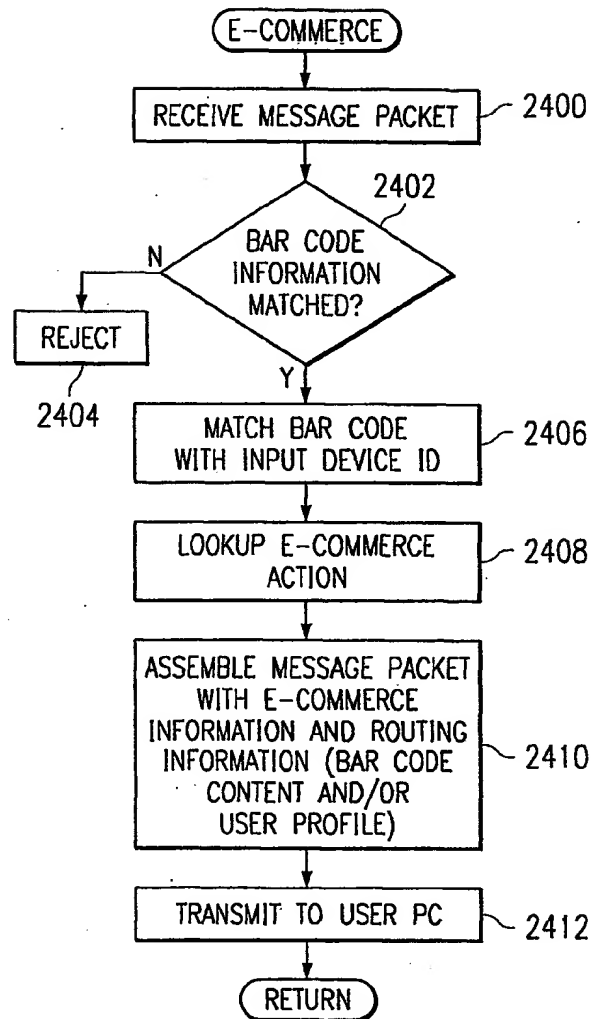 E-COMMERCE
RECEIVE MESSAGE PACKET
2400
2402
BAR CODE
INFORMATION
MATCHED?
N
REJECT
2404
Y
MATCH BAR CODE
WITH INPUT DEVICE ID
2406
LOOKUP E-COMMERCE
ACTION
2408
ASSEMBLE MESSAGE PACKET
WITH E-COMMERCE
INFORMATION AND ROUTING
INFORMATION (BAR CODE
CONTENT AND/OR
USER PROFILE)
2410
TRANSMIT TO USER PC
2412
RETURN